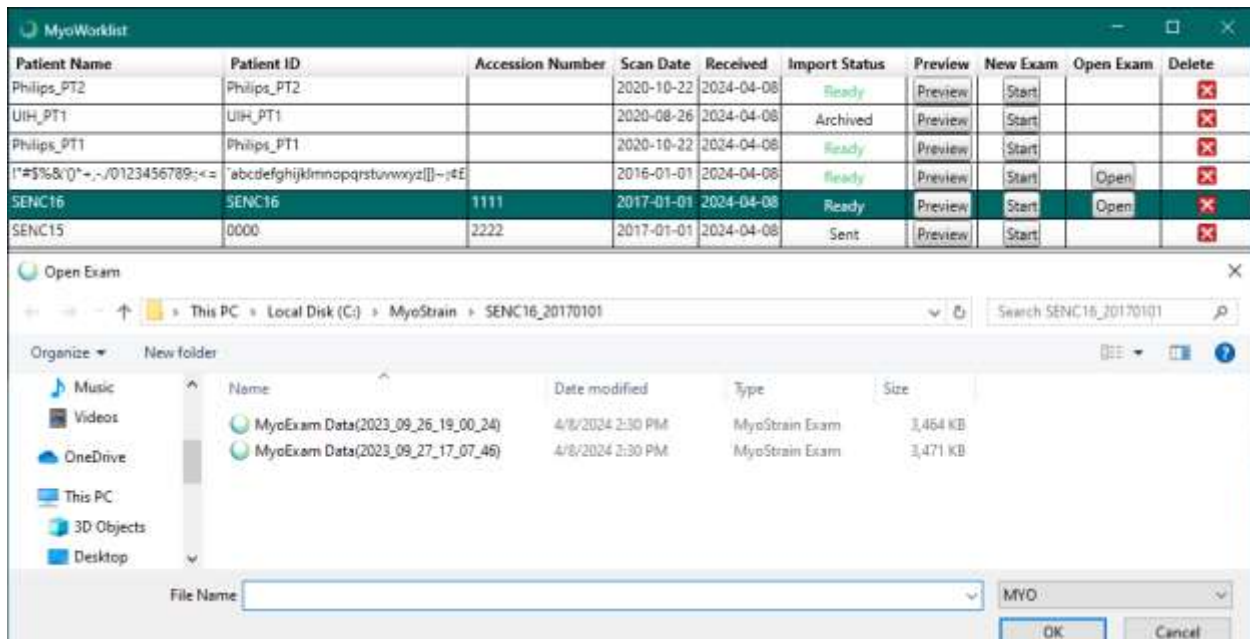 MyoWorklist
Patient Name Patient ID Accession Number Scan Date Received Import Status Preview New Exam Open Exam Delete
Philips_PT2 Philips_PT2 2020-10-22 2024-04-08 Ready Preview Start
UIH_PT1 UIH_PT1 2020-08-26 2024-04-08 Archived Preview Start
Philips_PT1 Philips_PT1 2020-10-22 2024-04-08 Ready Preview Start
!"#$%&'()*+,-./0123456789:;<= `abcdefghijklmnopqrstuvwxyz{|}~¡¢£ 2016-01-01 2024-04-08 Ready Preview Start Open
SENC16 SENC16 1111 2017-01-01 2024-04-08 Ready Preview Start Open
SENC15 0000 2222 2017-01-01 2024-04-08 Sent Preview Start
Open Exam
This PC › Local Disk (C:) › MyoStrain › SENC16_20170101 Search SENC16_20170101
Organize New folder
Music Name Date modified Type Size
Videos MyoExam Data(2023_09_26_19_00_24) 4/8/2024 2:30 PM MyoStrain Exam 3,464 KB
OneDrive MyoExam Data(2023_09_27_17_07_46) 4/8/2024 2:30 PM MyoStrain Exam 3,471 KB
This PC
3D Objects
Desktop
File Name MYO
OK Cancel